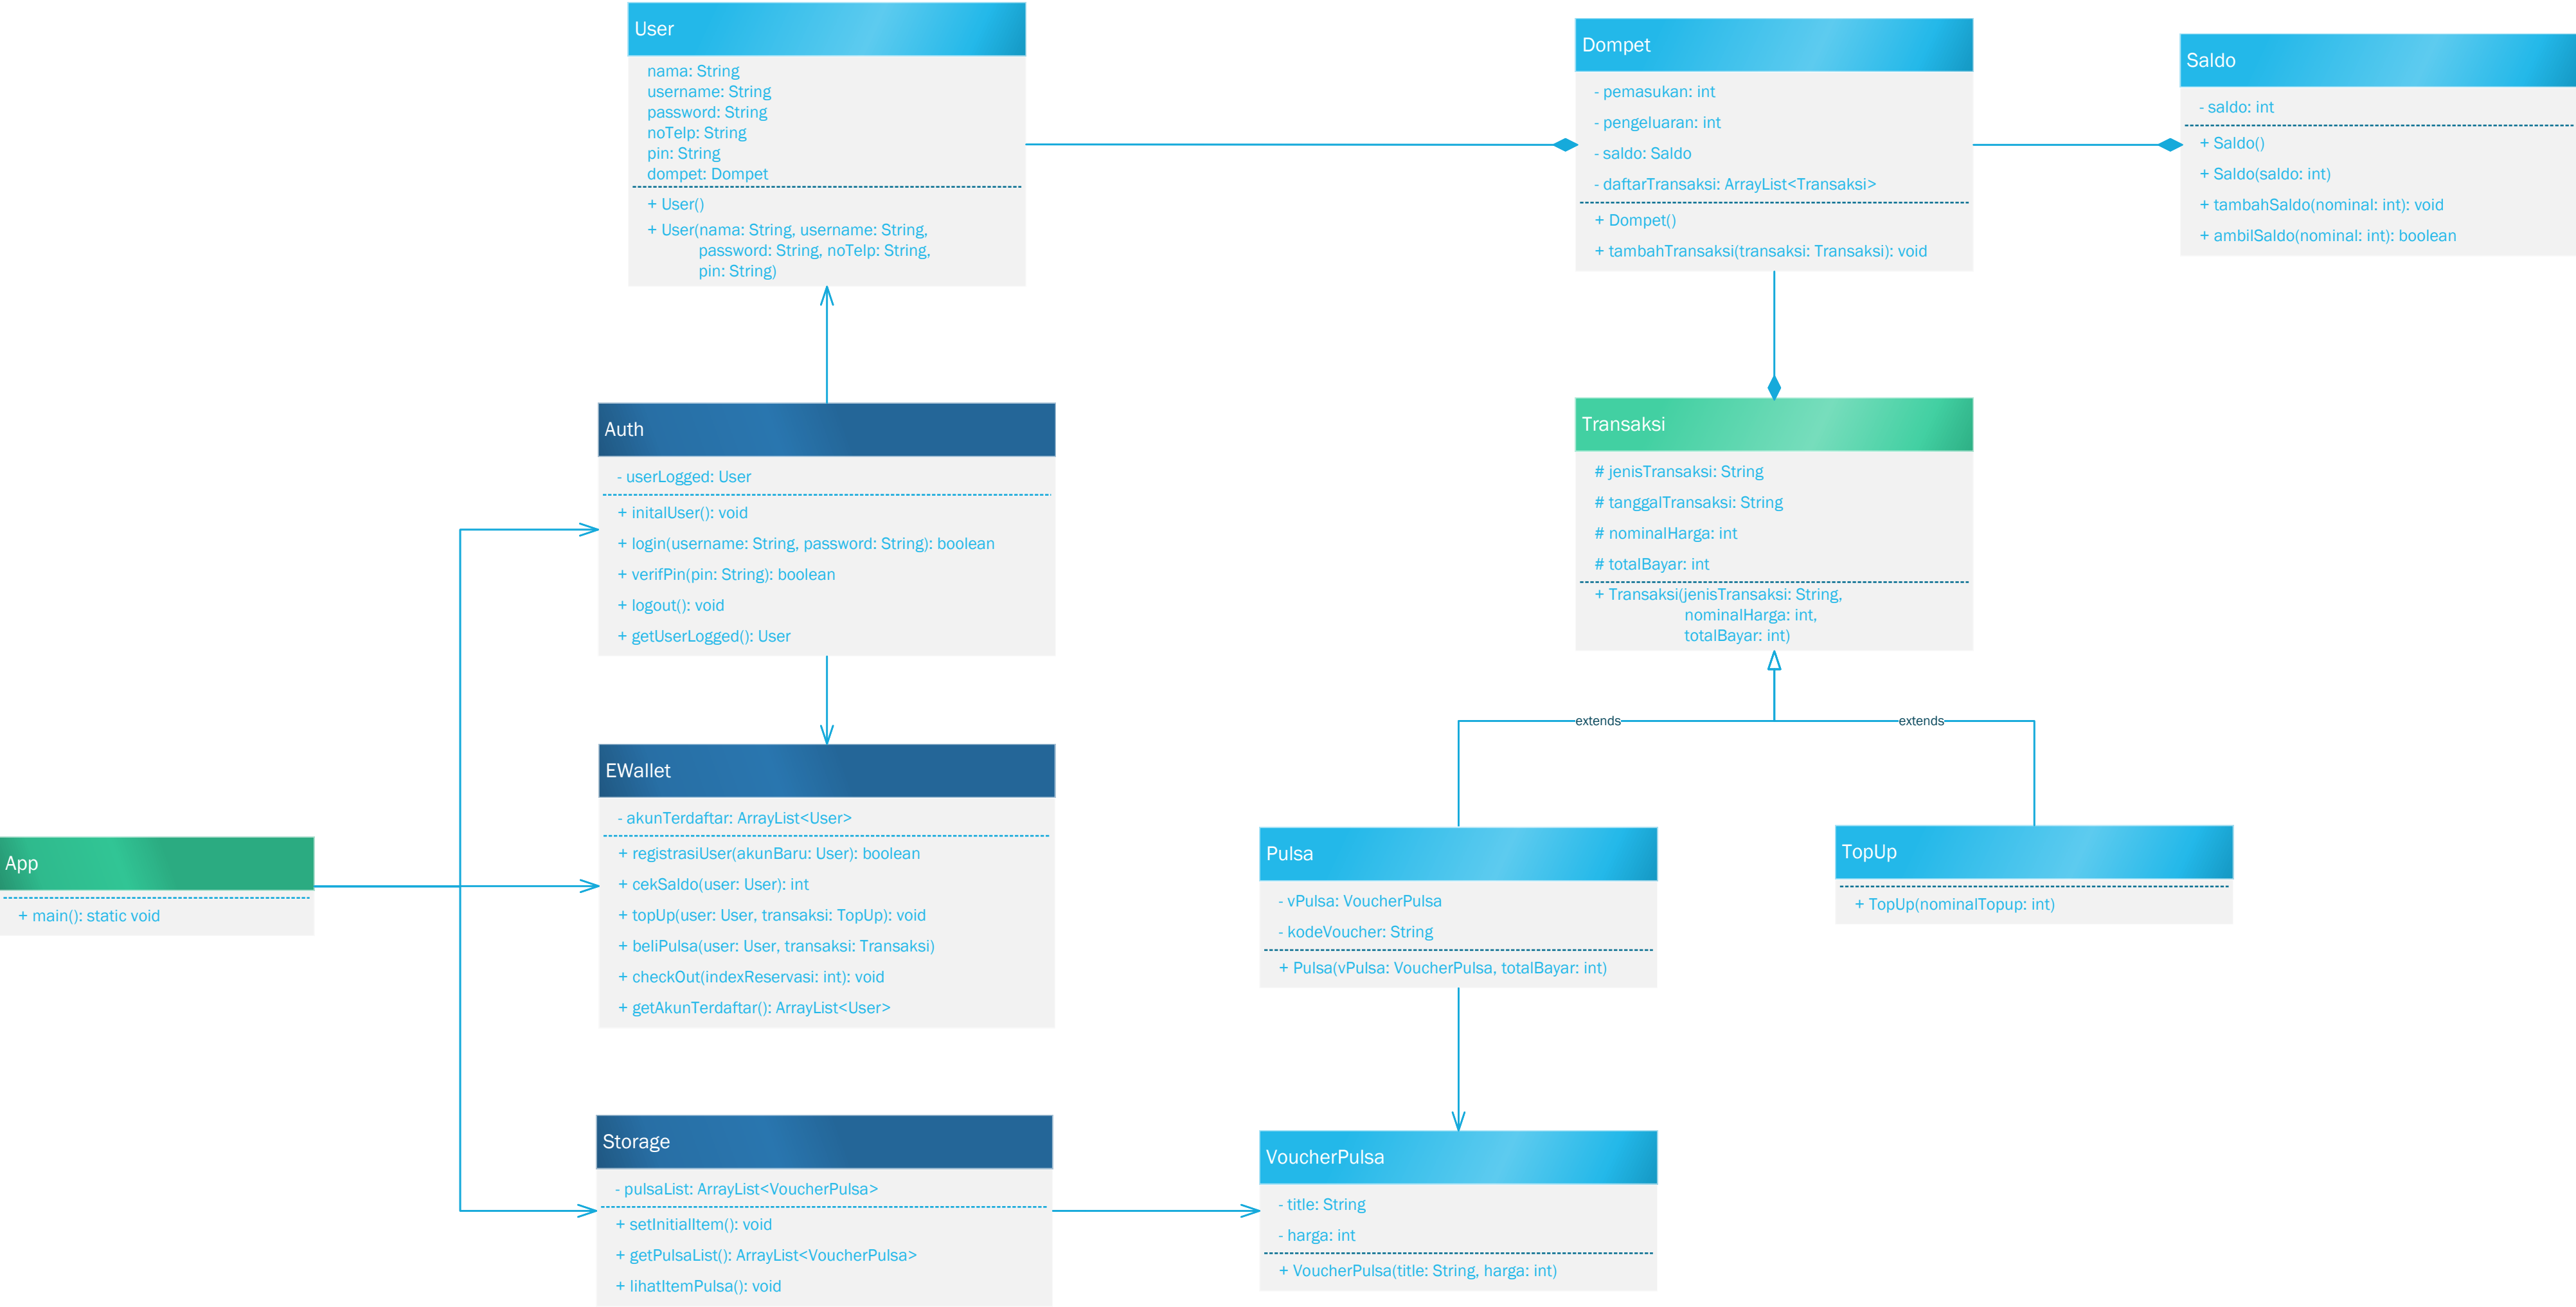 User
nama: String
username: String
password: String
noTelp: String
pin: String
dompet: Dompet
+ User()
+ User(nama: String, username: String,
password: String, noTelp: String,
pin: String)
Dompet
- pemasukan: int
- pengeluaran: int
- saldo: Saldo
- daftarTransaksi: ArrayList<Transaksi>
+ Dompet()
+ tambahTransaksi(transaksi: Transaksi): void
Saldo
- saldo: int
+ Saldo()
+ Saldo(saldo: int)
+ tambahSaldo(nominal: int): void
+ ambilSaldo(nominal: int): boolean
Auth
- userLogged: User
+ initalUser(): void
+ login(username: String, password: String): boolean
+ verifPin(pin: String): boolean
+ logout(): void
+ getUserLogged(): User
Transaksi
# jenisTransaksi: String
# tanggalTransaksi: String
# nominalHarga: int
# totalBayar: int
+ Transaksi(jenisTransaksi: String,
nominalHarga: int,
totalBayar: int)
extends
extends
EWallet
- akunTerdaftar: ArrayList<User>
+ registrasiUser(akunBaru: User): boolean
+ cekSaldo(user: User): int
+ topUp(user: User, transaksi: TopUp): void
+ beliPulsa(user: User, transaksi: Transaksi)
+ checkOut(indexReservasi: int): void
+ getAkunTerdaftar(): ArrayList<User>
App
+ main(): static void
Pulsa
- vPulsa: VoucherPulsa
- kodeVoucher: String
+ Pulsa(vPulsa: VoucherPulsa, totalBayar: int)
TopUp
+ TopUp(nominalTopup: int)
Storage
- pulsaList: ArrayList<VoucherPulsa>
+ setInitialItem(): void
+ getPulsaList(): ArrayList<VoucherPulsa>
+ lihatItemPulsa(): void
VoucherPulsa
- title: String
- harga: int
+ VoucherPulsa(title: String, harga: int)